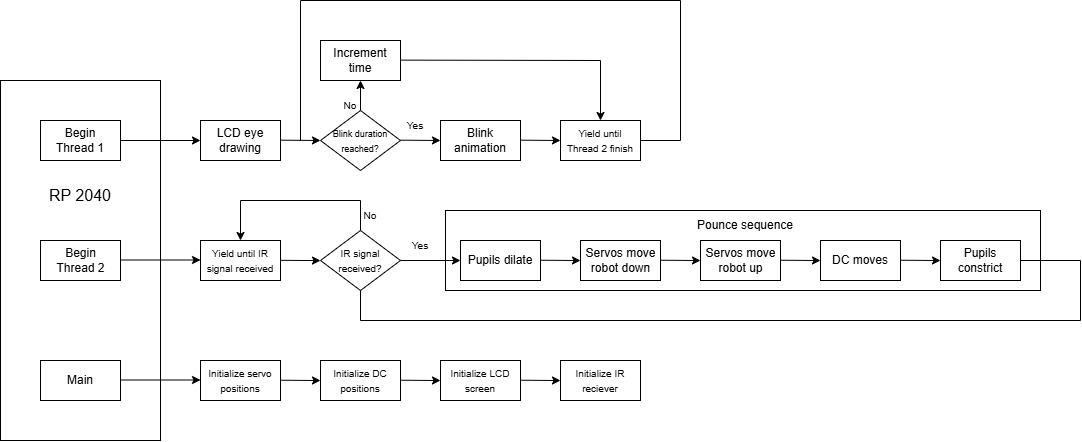 Increment
time
No
Begin
Thread 1
LCD eye
drawing
Blink duration
reached?
Yes
Blink
animation
Yield until
Thread 2 finish
RP 2040
No
Pounce sequence
Begin
Thread 2
Yield until IR
signal received
IR signal
received?
Yes
Pupils dilate
Servos move
robot down
Servos move
robot up
DC moves
Pupils
constrict
Main
Initialize servo
positions
Initialize DC
positions
Initialize LCD
screen
Initialize IR
reciever